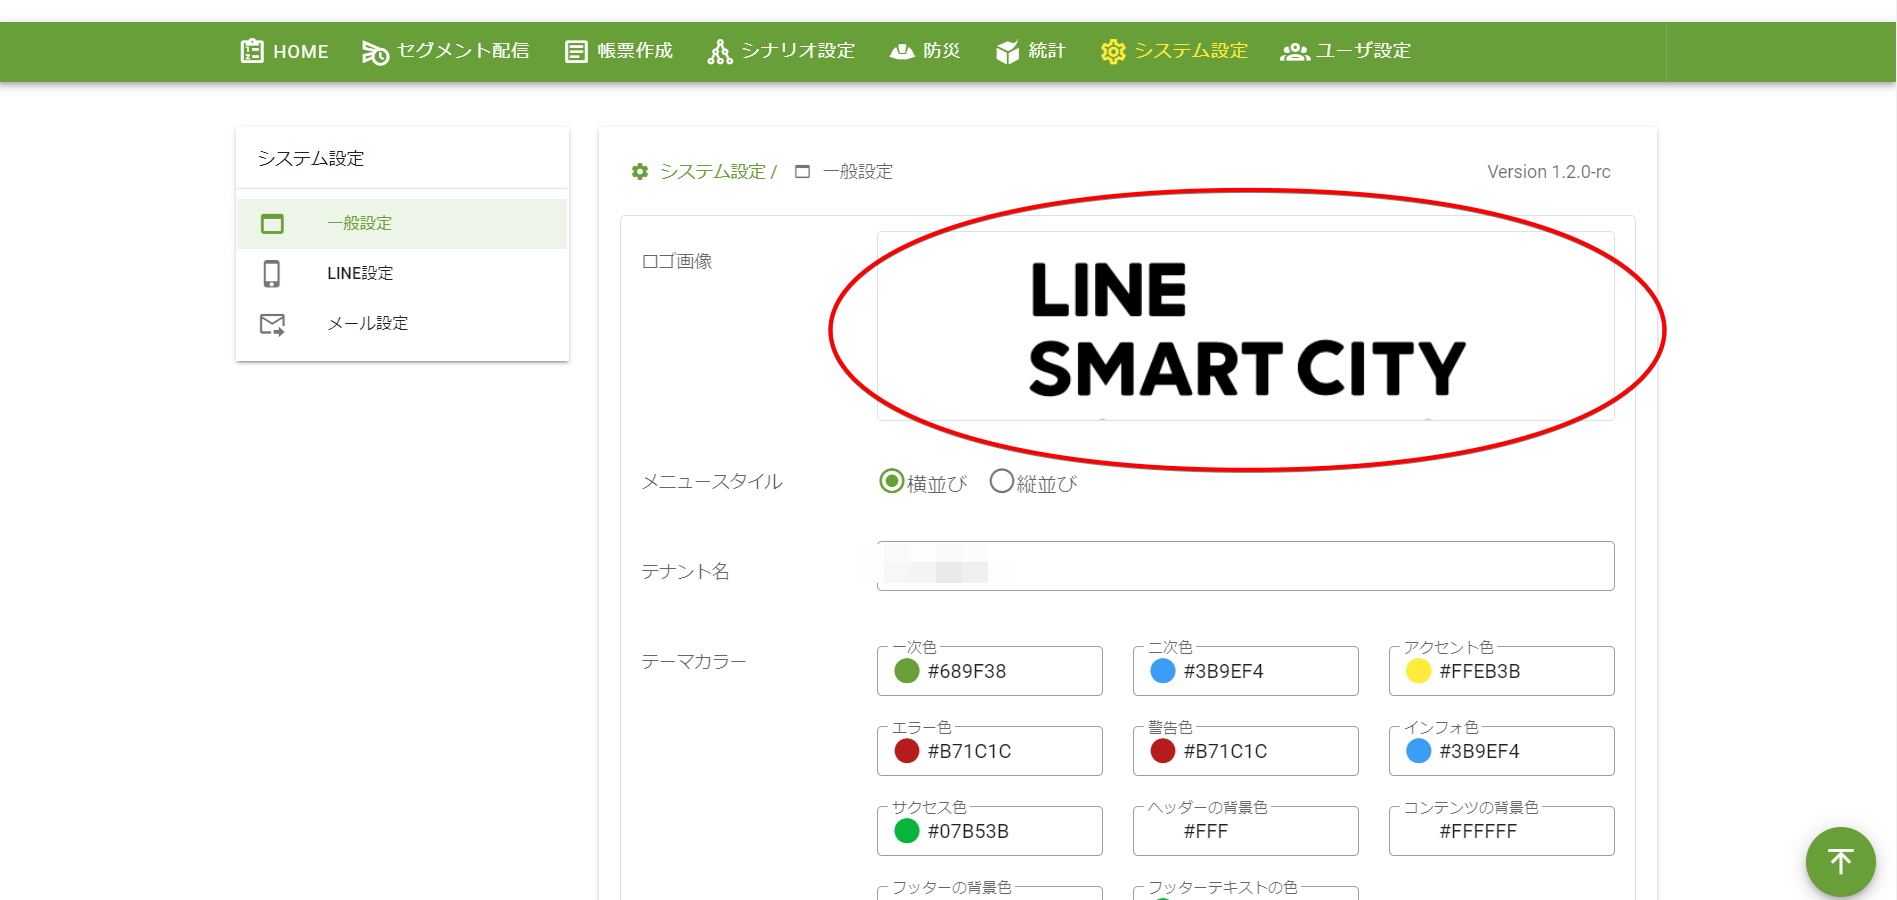 HOME セグメント配信 帳票作成 シナリオ設定 防災 統計 システム設定 ユーザ設定
システム設定
一般設定
LINE設定
メール設定
システム設定 / 一般設定 Version 1.2.0-rc
ロゴ画像
LINE
SMART CITY
メニュースタイル 横並び 縦並び
テナント名
テーマカラー
一次色 二次色 アクセント色
#689F38 #3B9EF4 #FFEB3B
エラー色 警告色 インフォ色
#B71C1C #B71C1C #3B9EF4
サクセス色 ヘッダーの背景色 コンテンツの背景色
#07B53B #FFF #FFFFFF
フッターの背景色 フッターテキストの色